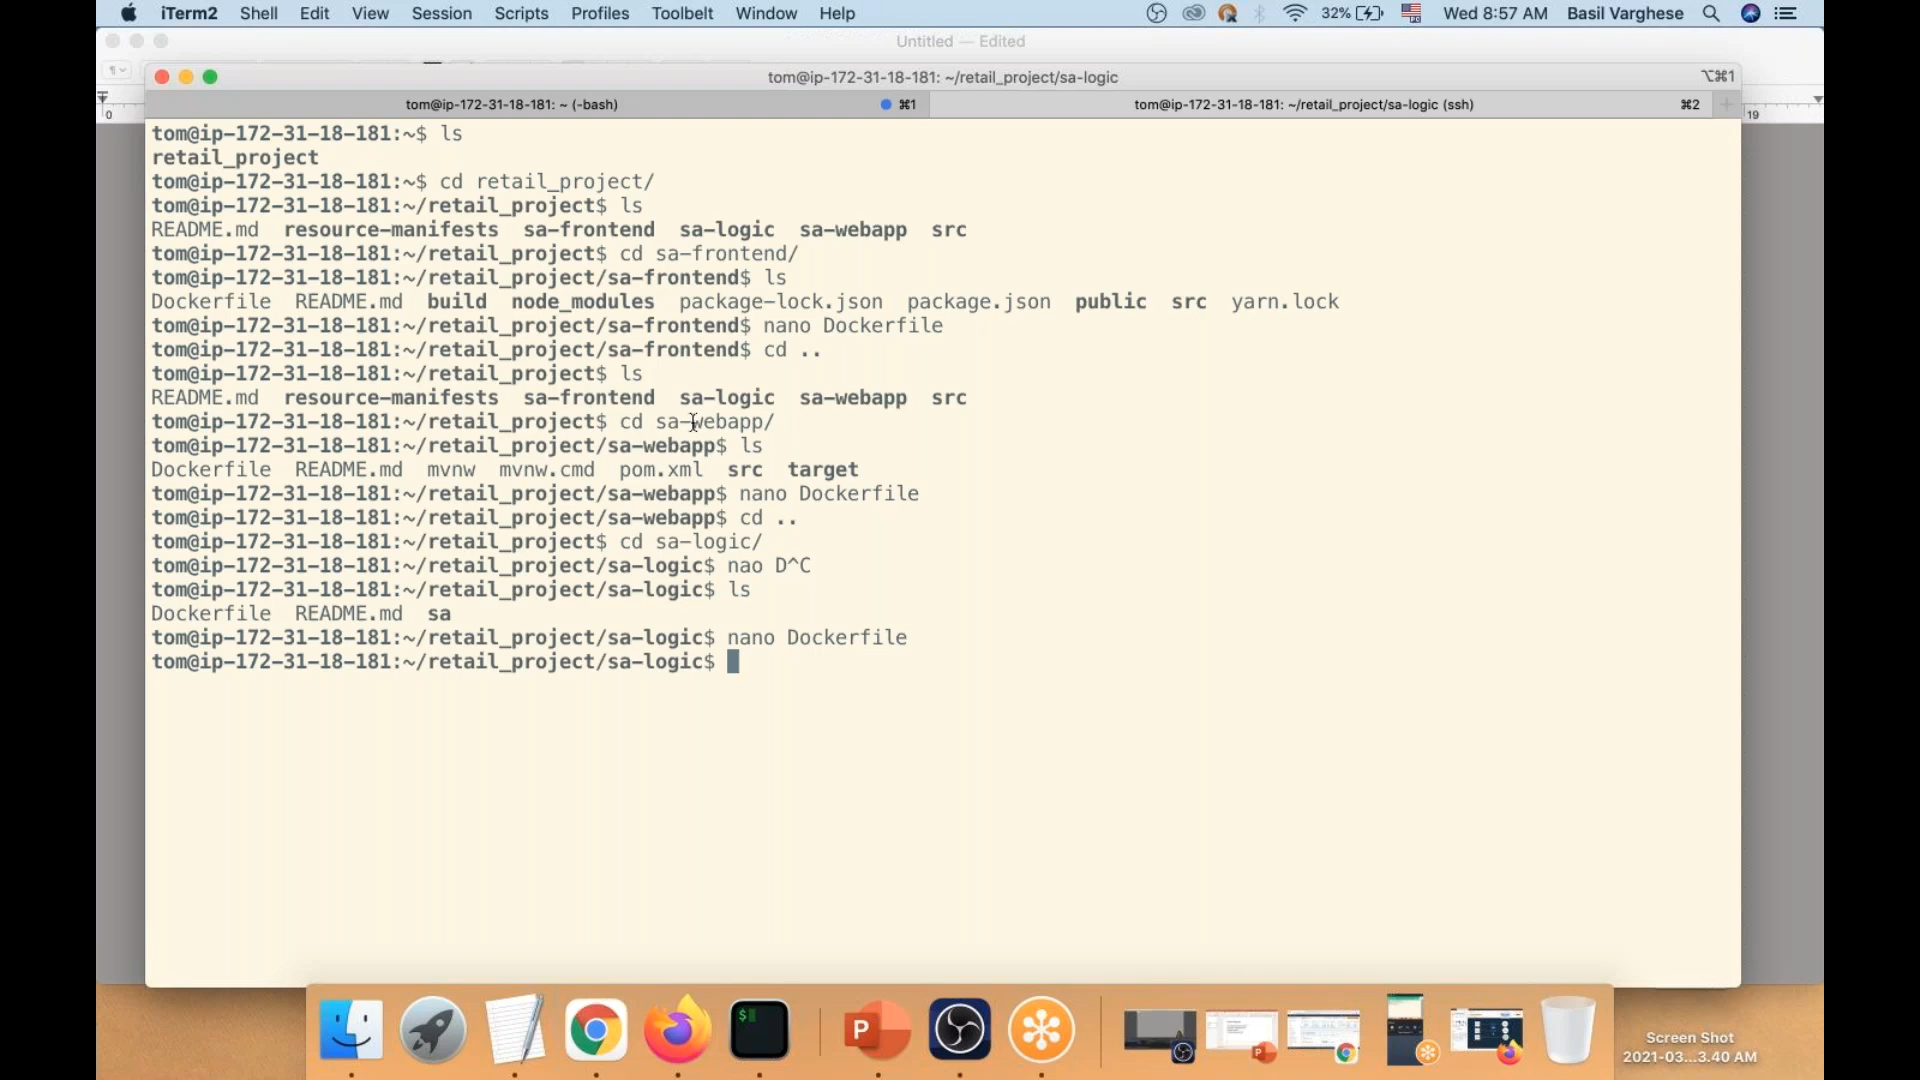 iTerm2 Shell Edit View Session Scripts Profiles Toolbelt Window Help 32% Wed 8:57 AM Basil Varghese
Untitled — Edited
tom@ip-172-31-18-181: ~/retail_project/sa-logic ⌥⌘1
tom@ip-172-31-18-181: ~ (-bash) ⌘1 tom@ip-172-31-18-181: ~/retail_project/sa-logic (ssh) ⌘2
0 19
tom@ip-172-31-18-181:~$ ls
retail_project
tom@ip-172-31-18-181:~$ cd retail_project/
tom@ip-172-31-18-181:~/retail_project$ ls
README.md resource-manifests sa-frontend sa-logic sa-webapp src
tom@ip-172-31-18-181:~/retail_project$ cd sa-frontend/
tom@ip-172-31-18-181:~/retail_project/sa-frontend$ ls
Dockerfile README.md build node_modules package-lock.json package.json public src yarn.lock
tom@ip-172-31-18-181:~/retail_project/sa-frontend$ nano Dockerfile
tom@ip-172-31-18-181:~/retail_project/sa-frontend$ cd ..
tom@ip-172-31-18-181:~/retail_project$ ls
README.md resource-manifests sa-frontend sa-logic sa-webapp src
tom@ip-172-31-18-181:~/retail_project$ cd sa-webapp/
tom@ip-172-31-18-181:~/retail_project/sa-webapp$ ls
Dockerfile README.md mvnw mvnw.cmd pom.xml src target
tom@ip-172-31-18-181:~/retail_project/sa-webapp$ nano Dockerfile
tom@ip-172-31-18-181:~/retail_project/sa-webapp$ cd ..
tom@ip-172-31-18-181:~/retail_project$ cd sa-logic/
tom@ip-172-31-18-181:~/retail_project/sa-logic$ nao D^C
tom@ip-172-31-18-181:~/retail_project/sa-logic$ ls
Dockerfile README.md sa
tom@ip-172-31-18-181:~/retail_project/sa-logic$ nano Dockerfile
tom@ip-172-31-18-181:~/retail_project/sa-logic$
$ P
Screen Shot
2021-03...3.40 AM